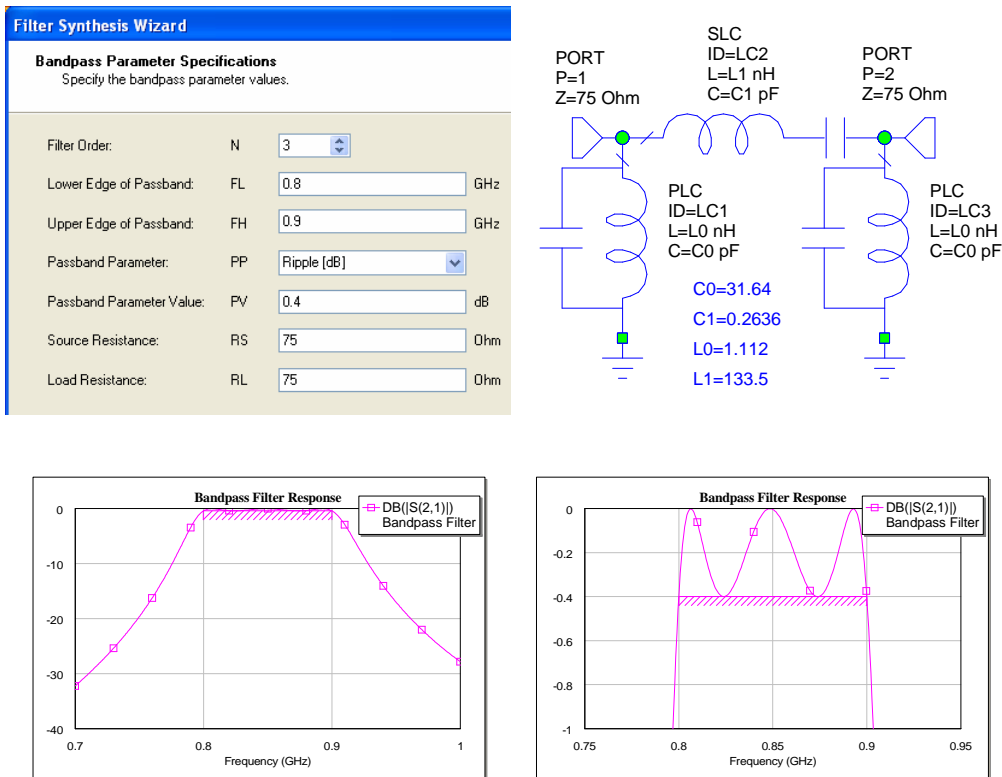 Filter Synthesis Wizard
Bandpass Parameter Specifications
Specify the bandpass parameter values.
Filter Order: N 3
Lower Edge of Passband: FL 0.8 GHz
Upper Edge of Passband: FH 0.9 GHz
Passband Parameter: PP Ripple [dB]
Passband Parameter Value: PV 0.4 dB
Source Resistance: RS 75 Ohm
Load Resistance: RL 75 Ohm
PORT
P=1
Z=75 Ohm
SLC
ID=LC2
L=L1 nH
C=C1 pF
PORT
P=2
Z=75 Ohm
PLC
ID=LC1
L=L0 nH
C=C0 pF
PLC
ID=LC3
L=L0 nH
C=C0 pF
C0=31.64
C1=0.2636
L0=1.112
L1=133.5
Bandpass Filter Response
DB(|S(2,1)|)
Bandpass Filter
0
-10
-20
-30
-40
0.7 0.8 0.9 1
Frequency (GHz)
Bandpass Filter Response
DB(|S(2,1)|)
Bandpass Filter
0
-0.2
-0.4
-0.6
-0.8
-1
0.75 0.8 0.85 0.9 0.95
Frequency (GHz)